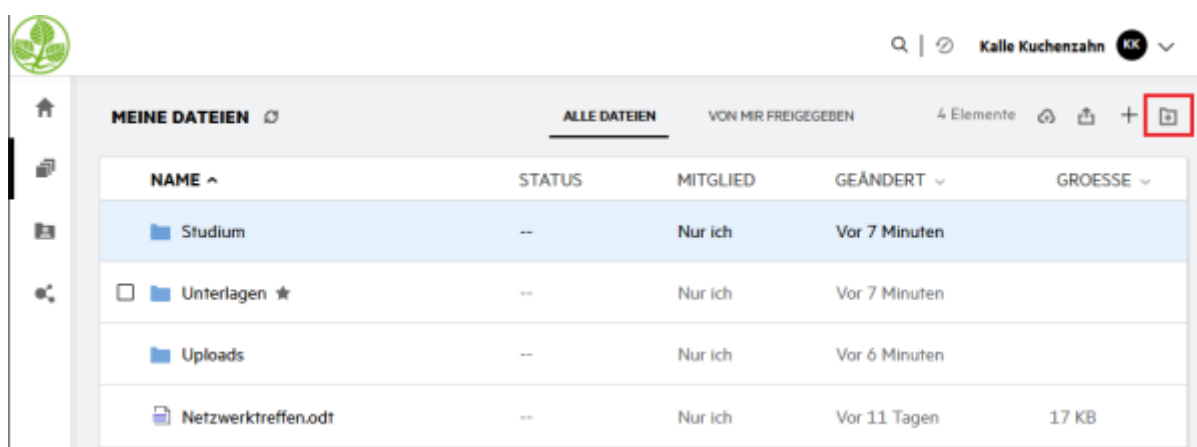 Kalle Kuchenzahn KK
MEINE DATEIEN ALLE DATEIEN VON MIR FREIGEGEBEN 4 Elemente
NAME STATUS MITGLIED GEÄNDERT GROESSE
Studium -- Nur ich Vor 7 Minuten
Unterlagen -- Nur ich Vor 7 Minuten
Uploads -- Nur ich Vor 6 Minuten
Netzwerktreffen.odt -- Nur ich Vor 11 Tagen 17 KB